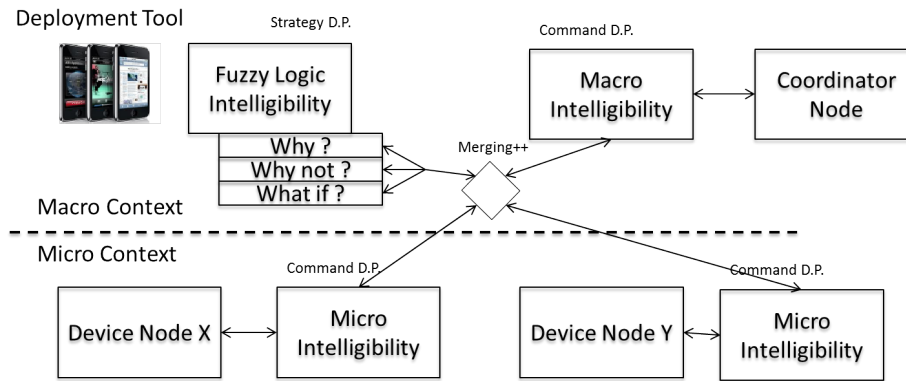 Deployment Tool
Strategy D.P.
Command D.P.
Fuzzy Logic
Intelligibility
Macro
Intelligibility
Coordinator
Node
Why ?
Why not ?
What if ?
Merging++
Macro Context
Micro Context
Command D.P.
Command D.P.
Device Node X
Micro
Intelligibility
Device Node Y
Micro
Intelligibility